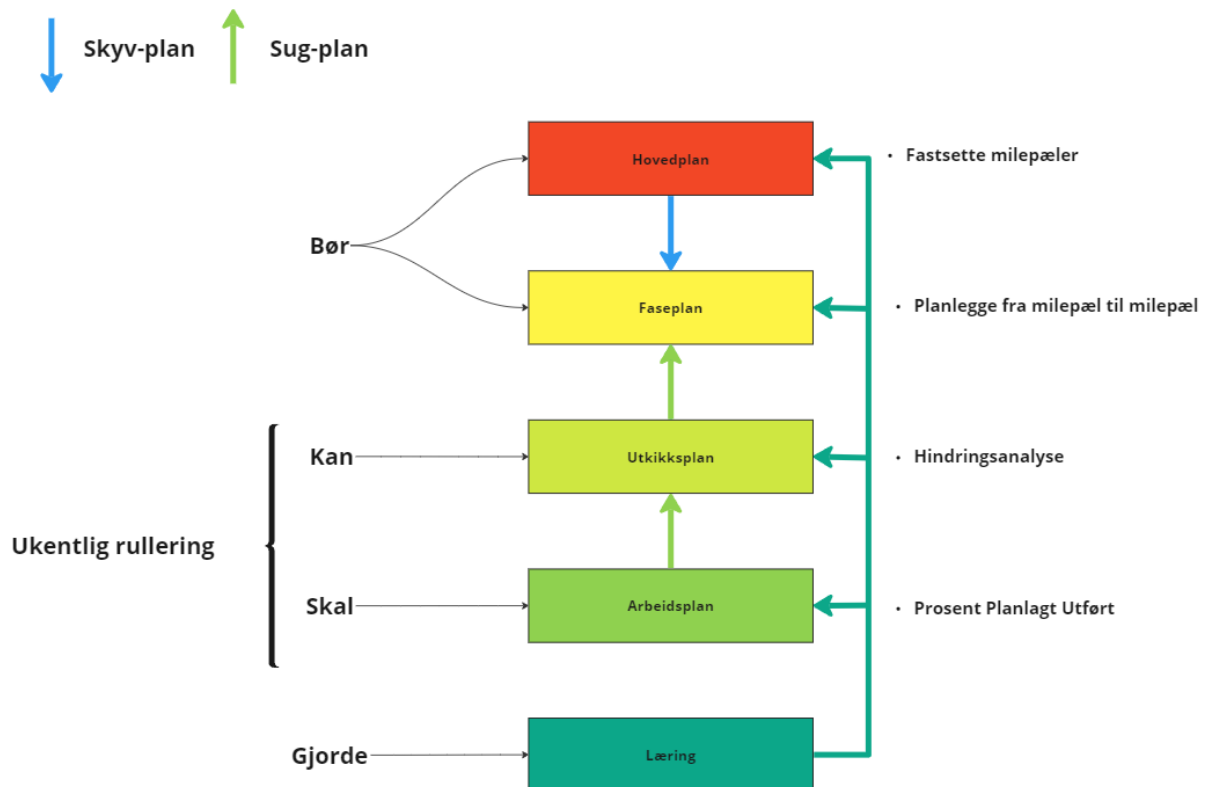 Skyv-plan
Sug-plan
Hovedplan
• Fastsette milepæler
Bør
Faseplan
• Planlegge fra milepæl til milepæl
Kan
Utkikksplan
• Hindringsanalyse
Ukentlig rullering
Skal
Arbeidsplan
• Prosent Planlagt Utført
Gjorde
Læring